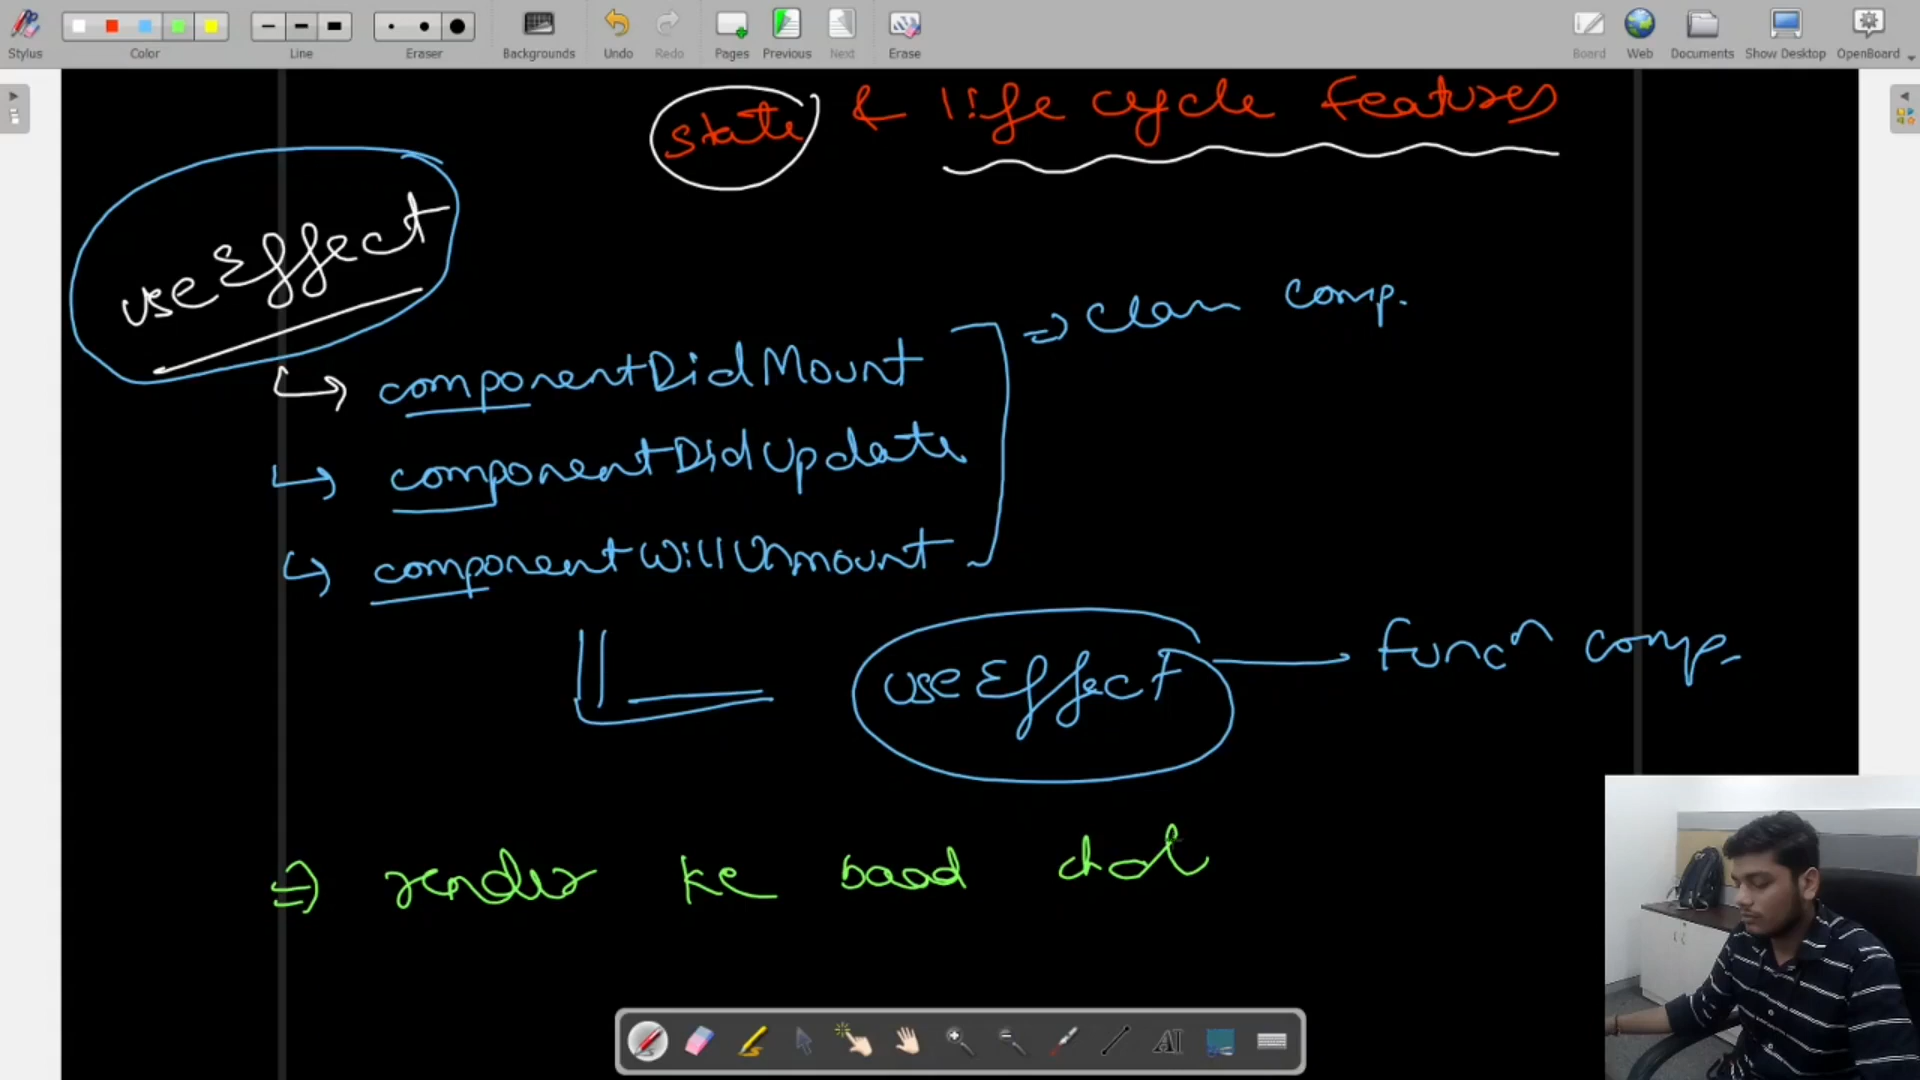 Stylus Color Line Eraser Backgrounds Undo Redo Pages Previous Next Erase Board Web Documents Show Desktop OpenBoard
state & life cycle features
useEffect
=> Class comp.
↳ componentDidMount
↳ componentDidUpdate
↳ componentWillUnmount
useEffect → funcⁿ comp.
=> render ke baad chal